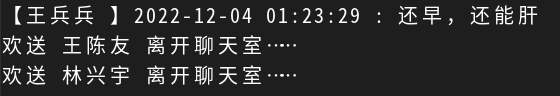 【王兵兵 】2022-12-04 01:23:29 : 还早，还能肝
欢送 王陈友 离开聊天室……
欢送 林兴宇 离开聊天室……